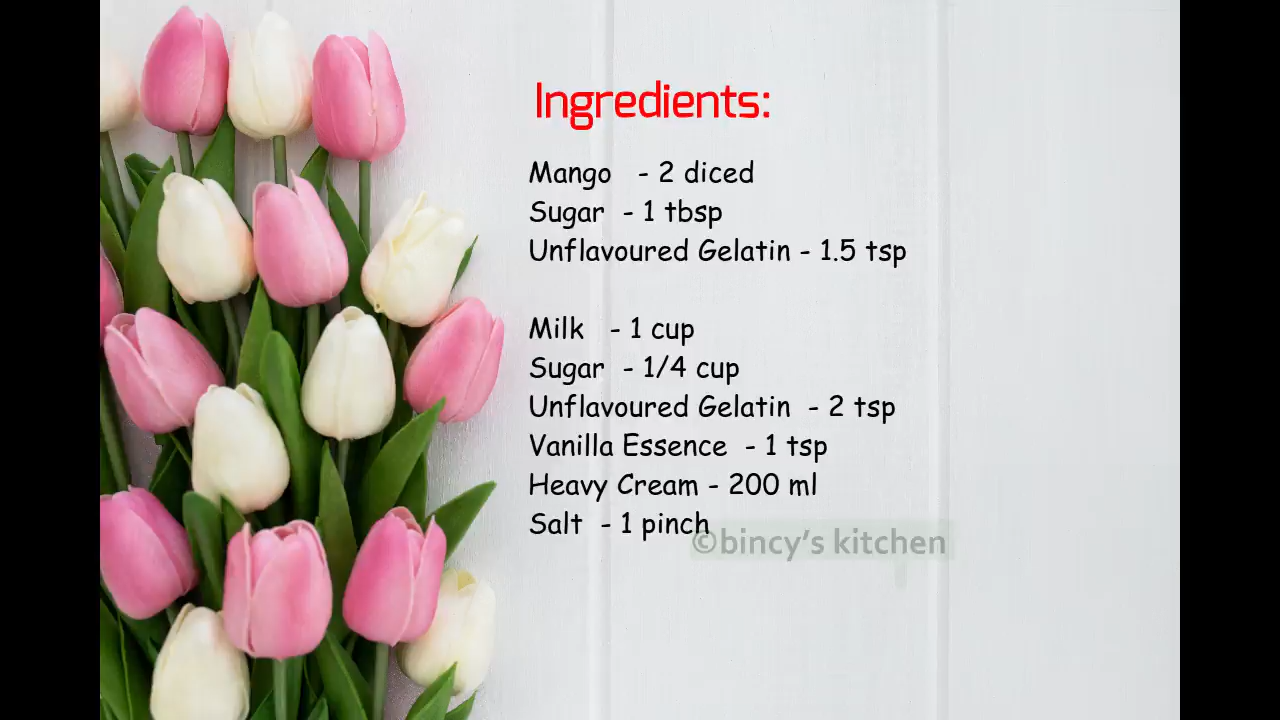 Ingredients:
Mango - 2 diced
Sugar - 1 tbsp
Unflavoured Gelatin - 1.5 tsp
Milk - 1 cup
Sugar - 1/4 cup
Unflavoured Gelatin - 2 tsp
Vanilla Essence - 1 tsp
Heavy Cream - 200 ml
Salt - 1 pinch
©bincy's kitchen